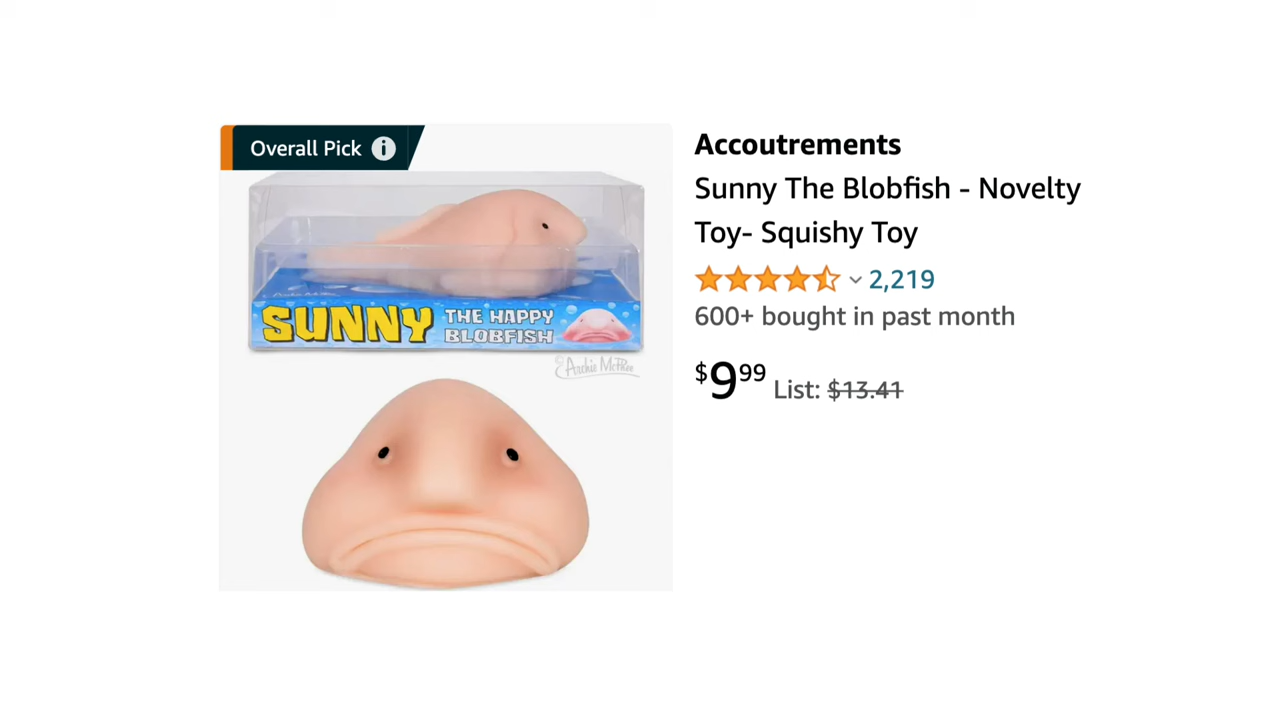 Overall Pick i
SUNNY THE HAPPY
BLOBFISH
© Archie McPhee
Accoutrements
Sunny The Blobfish - Novelty
Toy- Squishy Toy
2,219
600+ bought in past month
$9.99 List: $13.41